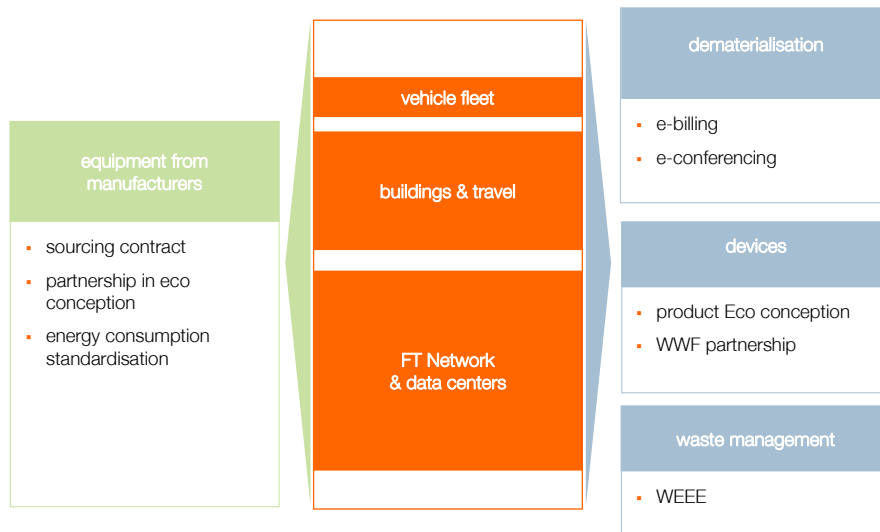 equipment from
manufacturers
sourcing contract
partnership in eco
conception
energy consumption
standardisation
vehicle fleet
buildings & travel
FT Network
& data centers
dematerialisation
e-billing
e-conferencing
devices
product Eco conception
WWF partnership
waste management
WEEE